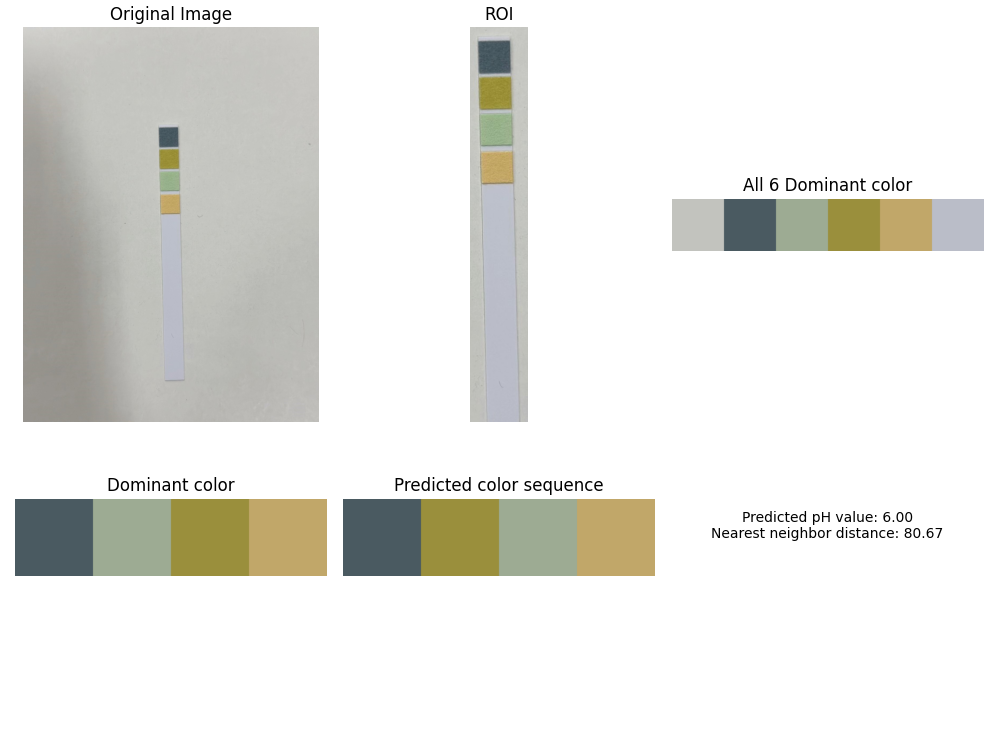 Original Image
ROI
All 6 Dominant color
Dominant color
Predicted color sequence
Predicted pH value: 6.00
Nearest neighbor distance: 80.67